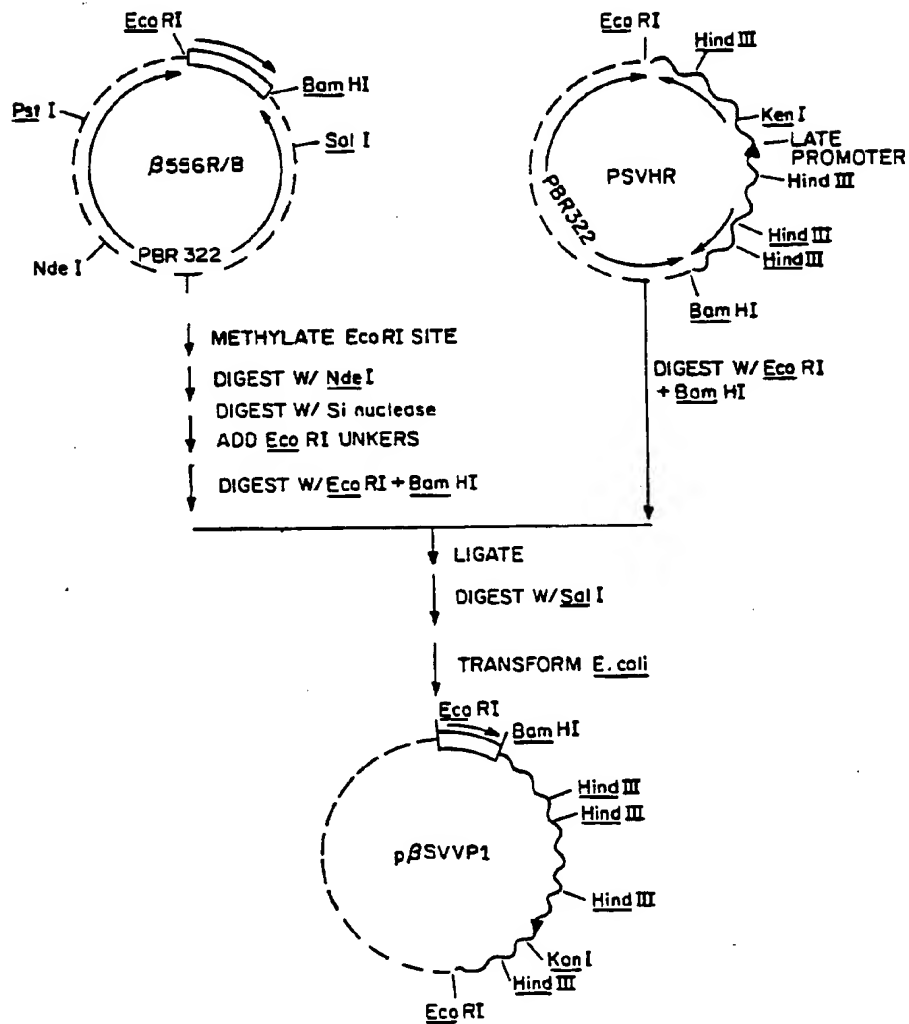 Eco RI
Bam HI
Pst I
Sal I
β556R/B
PBR 322
Nde I
Eco RI
Hind III
Ken I
LATE
PROMOTER
PSVHR
Hind III
PBR322
Hind III
Hind III
Bam HI
METHYLATE EcoRI SITE
DIGEST W/ Nde I
DIGEST W/ Si nuclease
ADD Eco RI UNKERS
DIGEST W/Eco RI + Bam HI
DIGEST W/Eco RI
+ Bam HI
LIGATE
DIGEST W/Sal I
TRANSFORM E. coli
Eco RI
Bam HI
Hind III
Hind III
pβSVVP1
Hind III
Kon I
Hind III
Eco RI